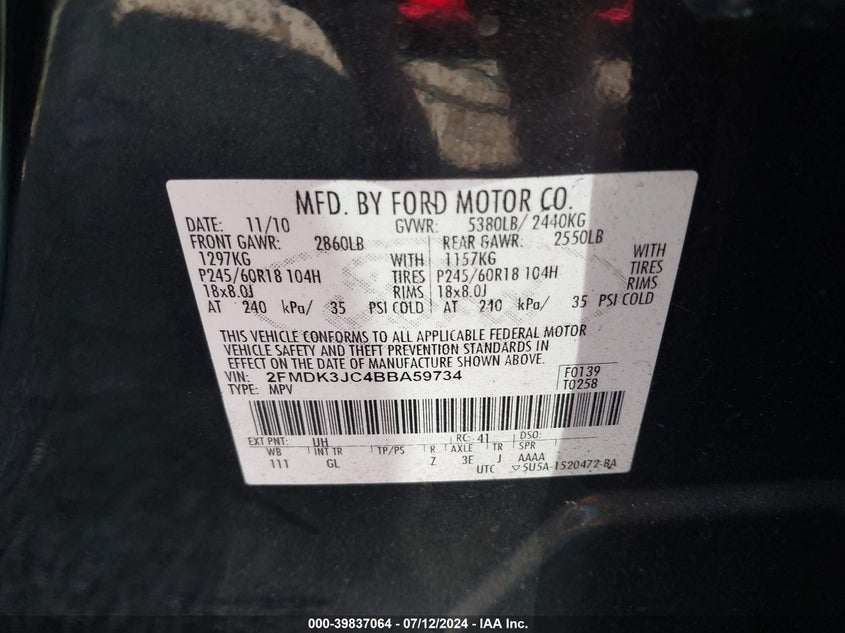 MFD. BY FORD MOTOR CO.
DATE: 11/10 GVWR: 5380LB/ 2440KG
FRONT GAWR: 2860LB REAR GAWR: 2550LB
1297KG WITH 1157KG WITH
P245/60R18 104H TIRES P245/60R18 104H TIRES
18x8.0J RIMS 18x8.0J RIMS
AT 240 kPa/ 35 PSI COLD AT 240 kPa/ 35 PSI COLD
THIS VEHICLE CONFORMS TO ALL APPLICABLE FEDERAL MOTOR
VEHICLE SAFETY AND THEFT PREVENTION STANDARDS IN
EFFECT ON THE DATE OF MANUFACTURE SHOWN ABOVE.
VIN: 2FMDK3JC4BBA59734 F0139
TYPE: MPV T0258
EXT PNT: UH RC: 41 DSO:
WB INT TR TP/PS R AXLE TR SPR
111 GL Z 3E J AAAA
UTC 5U5A-1520472-BA
000-39837064 - 07/12/2024 - IAA Inc.